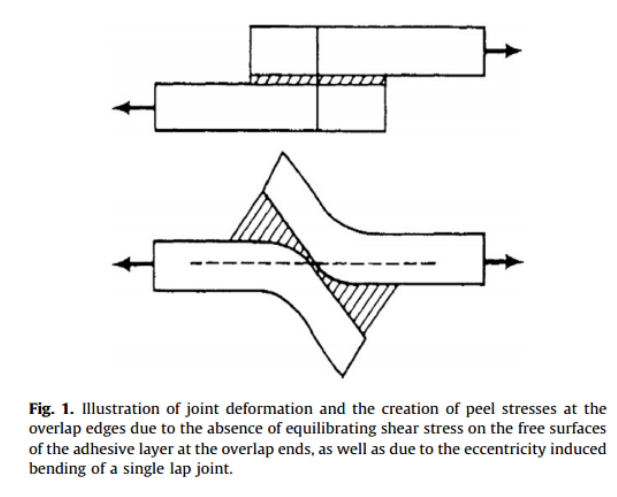 Fig. 1. Illustration of joint deformation and the creation of peel stresses at the
overlap edges due to the absence of equilibrating shear stress on the free surfaces
of the adhesive layer at the overlap ends, as well as due to the eccentricity induced
bending of a single lap joint.